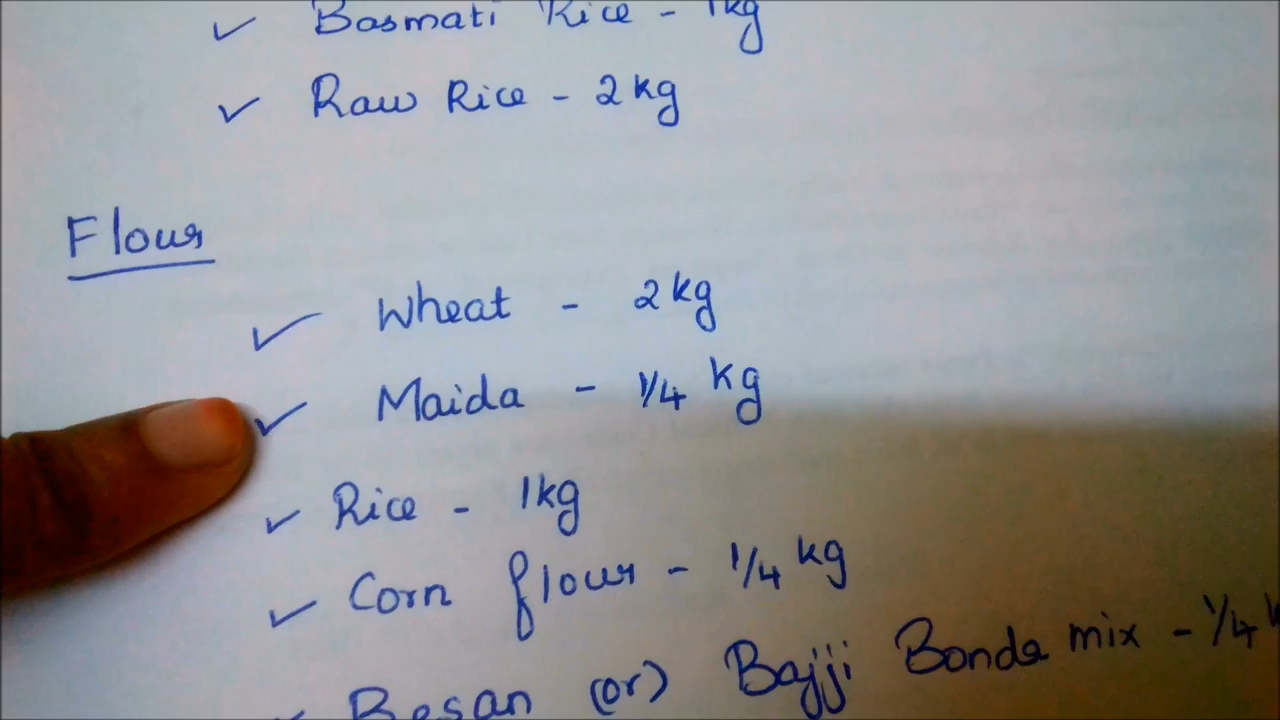 ✓ Basmati Rice - 1kg
✓ Raw Rice - 2kg
Flour
✓ Wheat - 2kg
✓ Maida - 1/4 kg
✓ Rice - 1kg
✓ Corn flour - 1/4 kg
✓ Besan (or) Bajji Bonda mix - 1/4 k